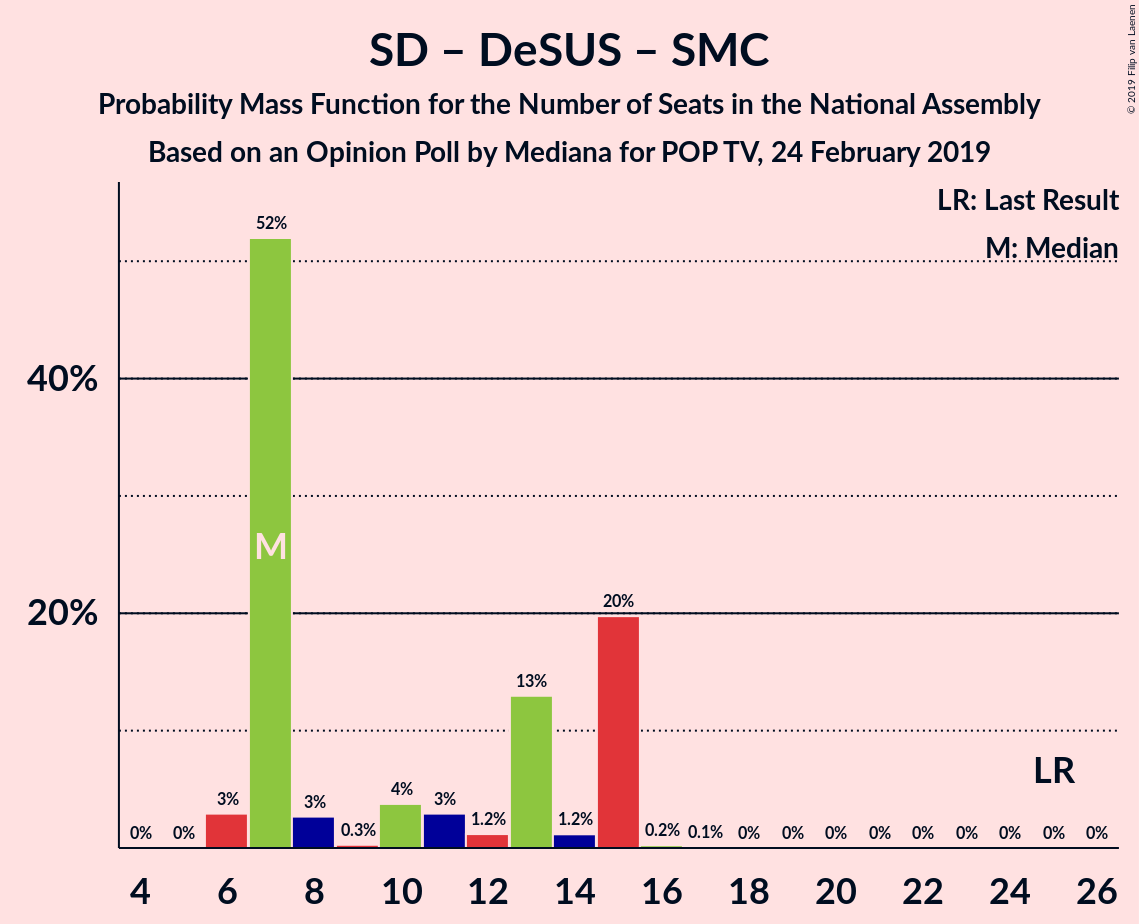 SD – DeSUS – SMC
Probability Mass Function for the Number of Seats in the National Assembly
Based on an Opinion Poll by Mediana for POP TV, 24 February 2019
© 2019 Filip van Laenen
LR: Last Result
M: Median
40%
20%
0% 0% 3% 52% 3% 0.3% 4% 3% 1.2% 13% 1.2% 20% 0.2% 0.1% 0% 0% 0% 0% 0% 0% 0% 0% 0%
M
LR
4 6 8 10 12 14 16 18 20 22 24 26